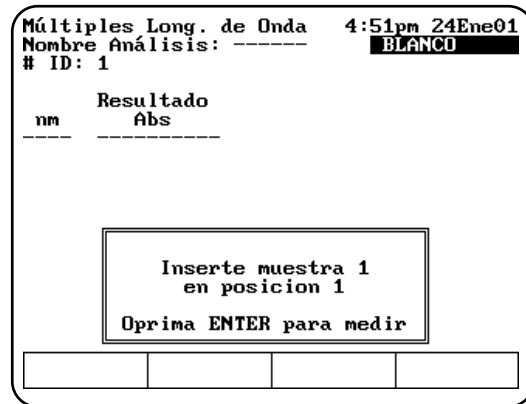 Múltiples Long. de Onda 4:51pm 24Ene01
Nombre Análisis: ------ BLANCO
# ID: 1
Resultado
nm Abs
---- ----------
Inserte muestra 1
en posicion 1
Oprima ENTER para medir